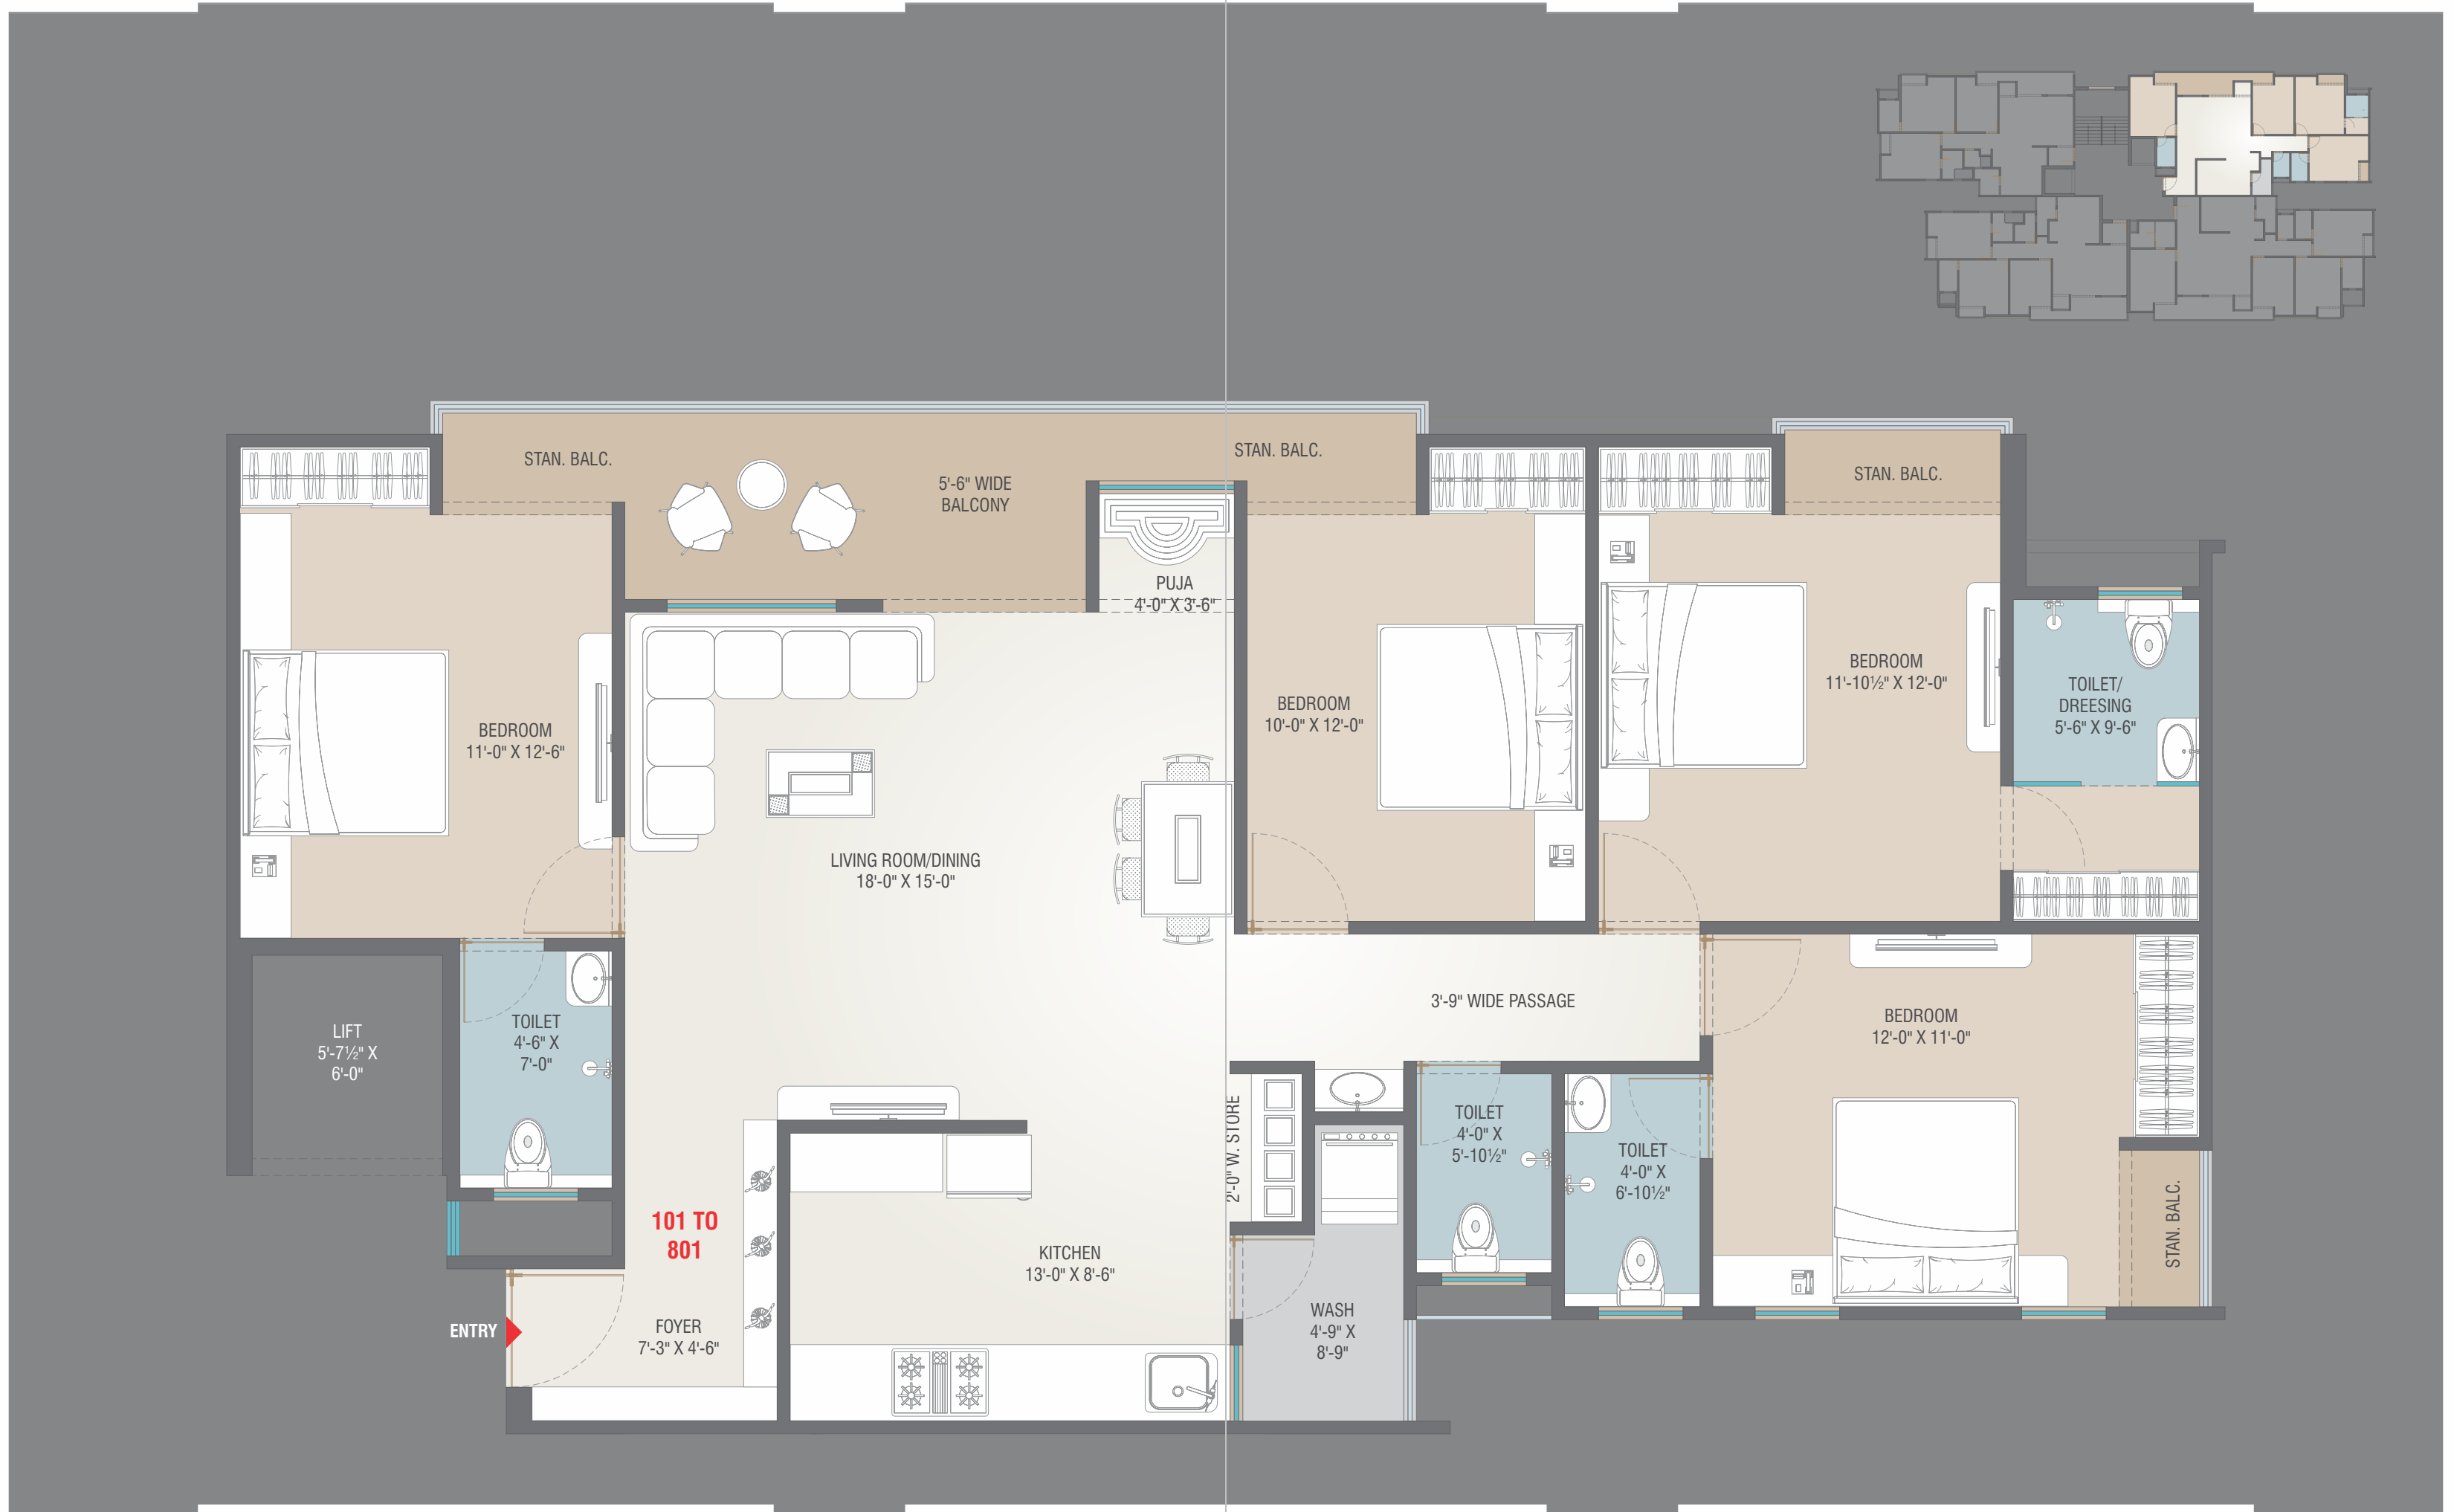 STAN. BALC.
5'-6" WIDE
BALCONY
STAN. BALC.
STAN. BALC.
PUJA
4'-0" X 3'-6"
BEDROOM
11'-0" X 12'-6"
BEDROOM
10'-0" X 12'-0"
BEDROOM
11'-10½" X 12'-0"
TOILET/
DREESING
5'-6" X 9'-6"
LIVING ROOM/DINING
18'-0" X 15'-0"
3'-9" WIDE PASSAGE
BEDROOM
12'-0" X 11'-0"
LIFT
5'-7½" X
6'-0"
TOILET
4'-6" X
7'-0"
2'-0" W. STORE
TOILET
4'-0" X
5'-10½"
TOILET
4'-0" X
6'-10½"
STAN. BALC.
101 TO
801
KITCHEN
13'-0" X 8'-6"
ENTRY
FOYER
7'-3" X 4'-6"
WASH
4'-9" X
8'-9"